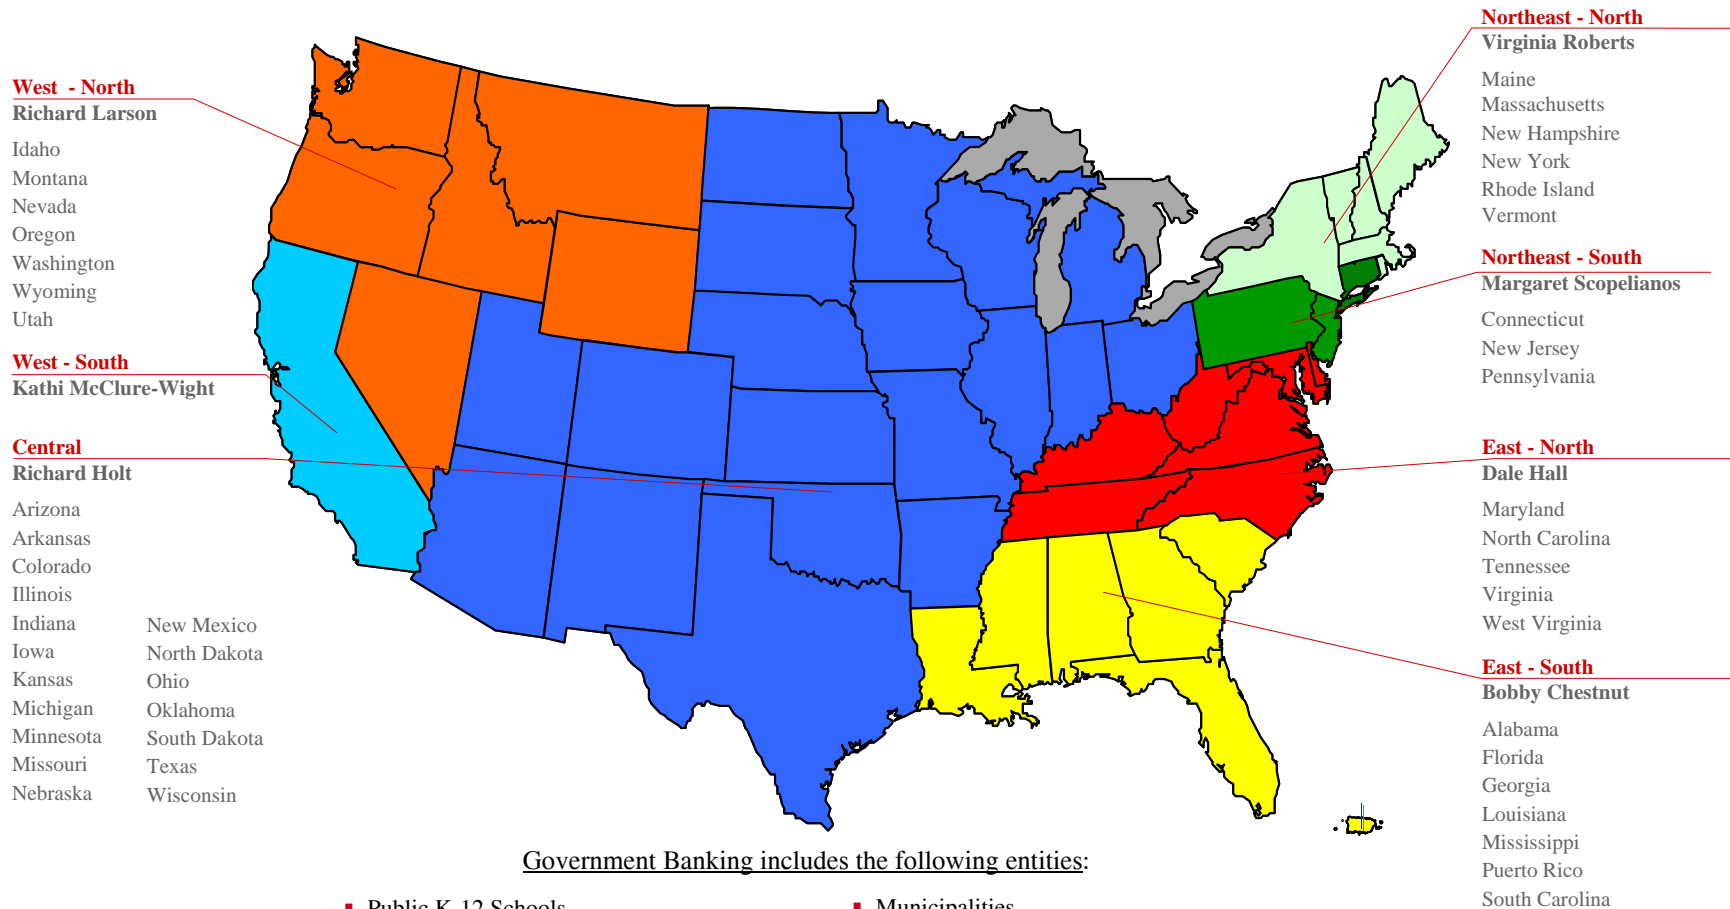 West - North
Richard Larson
Idaho
Montana
Nevada
Oregon
Washington
Wyoming
Utah
West - South
Kathi McClure-Wight
Central
Richard Holt
Arizona
Arkansas
Colorado
Illinois
Indiana
Iowa
Kansas
Michigan
Minnesota
Missouri
Nebraska
New Mexico
North Dakota
Ohio
Oklahoma
South Dakota
Texas
Wisconsin
Northeast - North
Virginia Roberts
Maine
Massachusetts
New Hampshire
New York
Rhode Island
Vermont
Northeast - South
Margaret Scopelianos
Connecticut
New Jersey
Pennsylvania
East - North
Dale Hall
Maryland
North Carolina
Tennessee
Virginia
West Virginia
East - South
Bobby Chestnut
Alabama
Florida
Georgia
Louisiana
Mississippi
Puerto Rico
South Carolina
Government Banking includes the following entities:
▪ Public K-12 Schools
▪ Municipalities